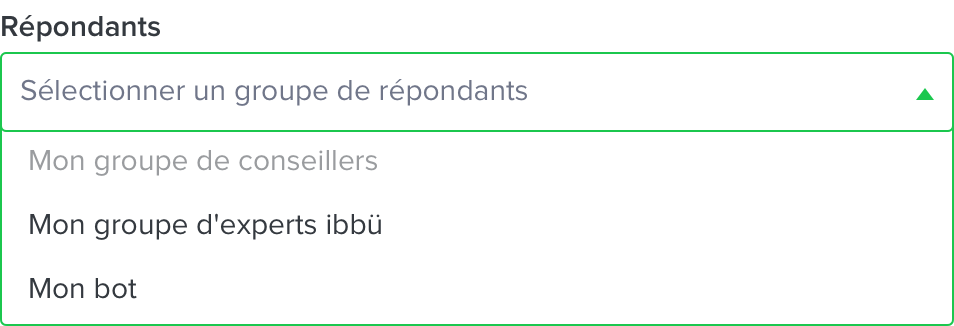 Répondants
Sélectionner un groupe de répondants
Mon groupe de conseillers
Mon groupe d'experts ibbü
Mon bot